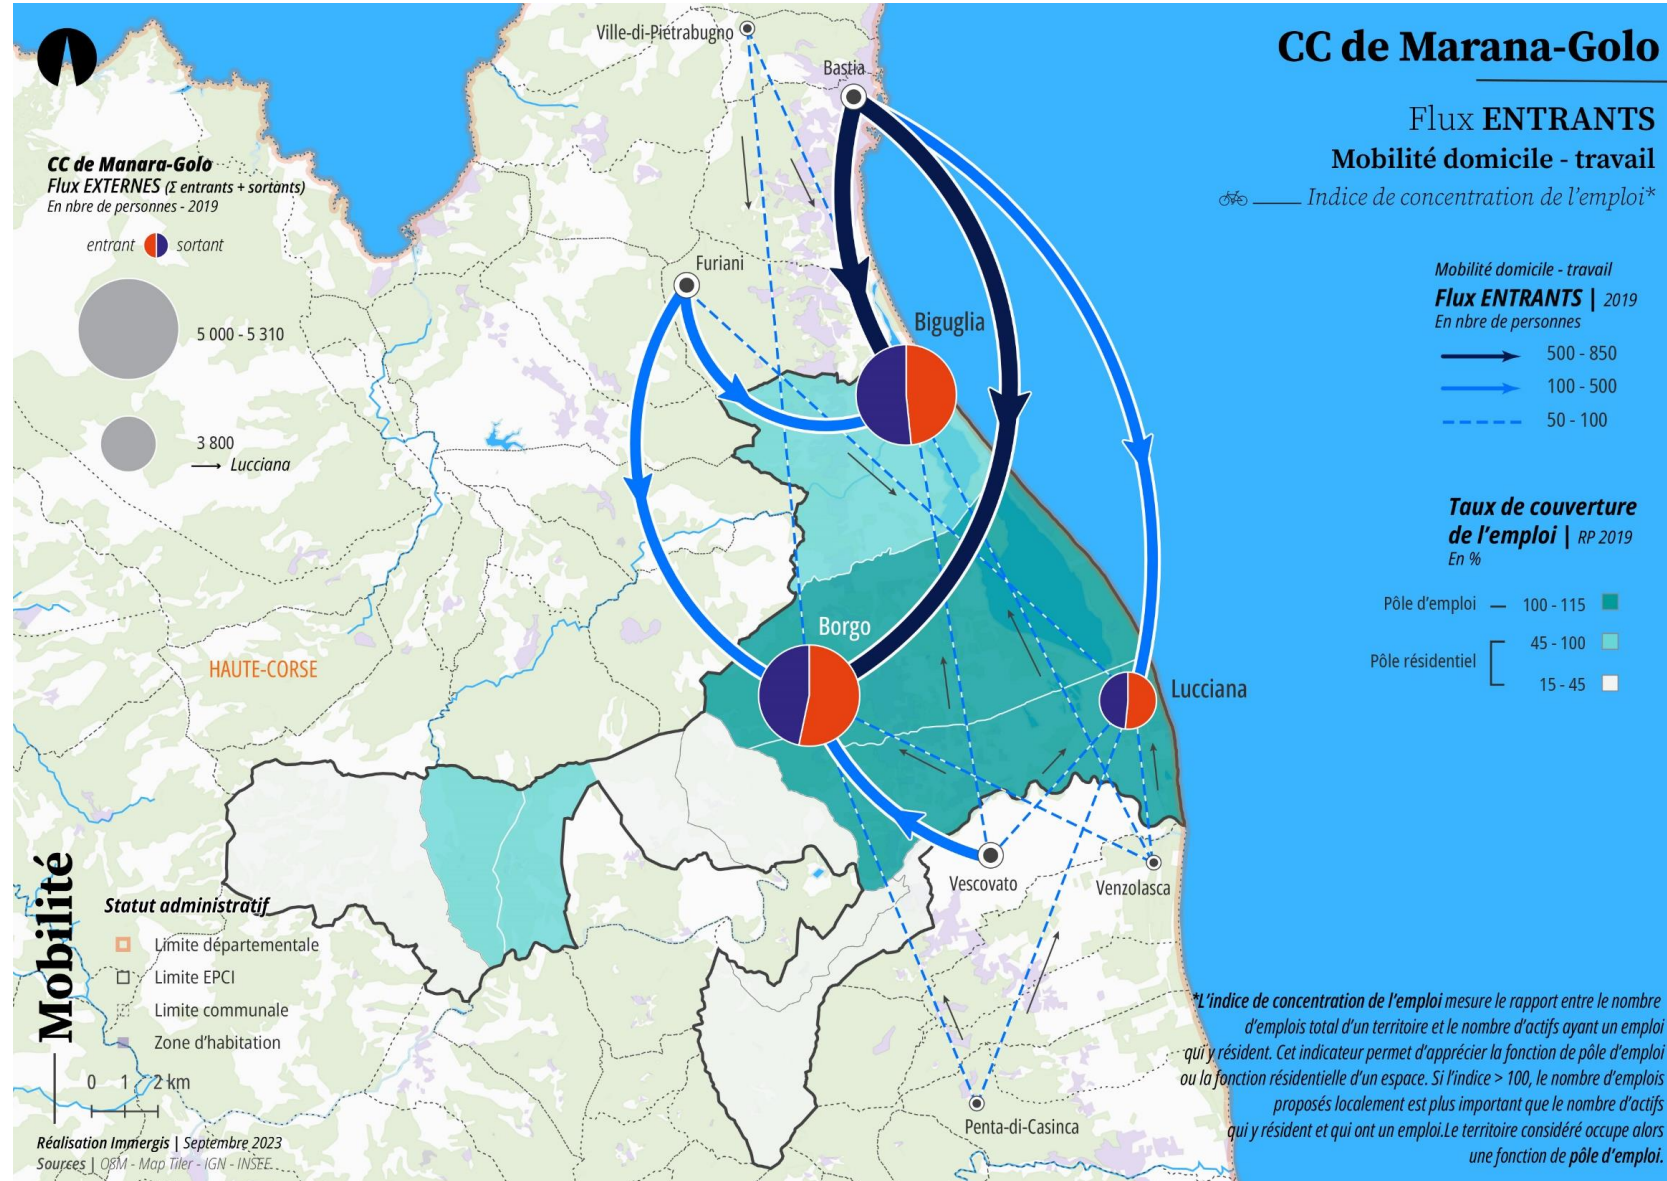 CC de Marana-Golo
Flux ENTRANTS
Mobilité domicile - travail
Indice de concentration de l'emploi*
Mobilité domicile - travail
Flux ENTRANTS | 2019
En nbre de personnes
500 - 850
100 - 500
50 - 100
Taux de couverture
de l'emploi | RP 2019
En %
Pôle d'emploi
100 - 115
Pôle résidentiel
45 - 100
15 - 45
CC de Manara-Golo
Flux EXTERNES (Σ entrants + sortants)
En nbre de personnes - 2019
entrant
sortant
5 000 - 5 310
3 800
Lucciana
Ville-di-Pietrabugno
Bastia
Furiani
Biguglia
Borgo
Lucciana
HAUTE-CORSE
Vescovato
Venzolasca
Penta-di-Casinca
Mobilité
Statut administratif
Limite départementale
Limite EPCI
Limite communale
Zone d'habitation
0 1 2 km
Réalisation Immergis | Septembre 2023
Sources | OSM - Map Tiler - IGN - INSEE
*L'indice de concentration de l'emploi mesure le rapport entre le nombre
d'emplois total d'un territoire et le nombre d'actifs ayant un emploi
qui y résident. Cet indicateur permet d'apprécier la fonction de pôle d'emploi
ou la fonction résidentielle d'un espace. Si l'indice > 100, le nombre d'emplois
proposés localement est plus important que le nombre d'actifs
qui y résident et qui ont un emploi.Le territoire considéré occupe alors
une fonction de pôle d'emploi.